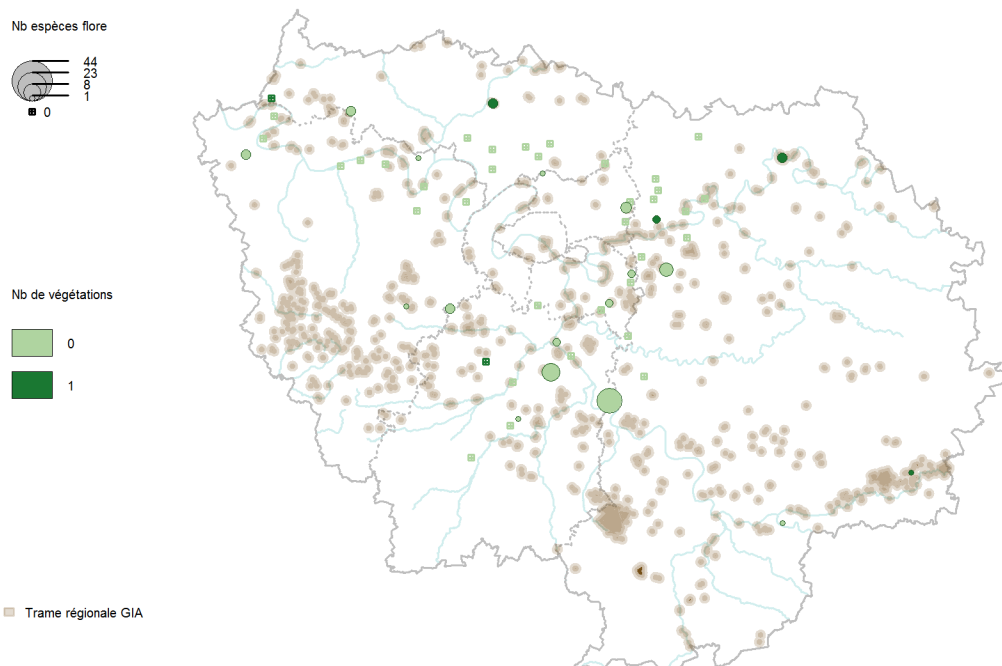 Nb espèces flore
44
23
8
1
0
Nb de végétations
0
1
Trame régionale GIA